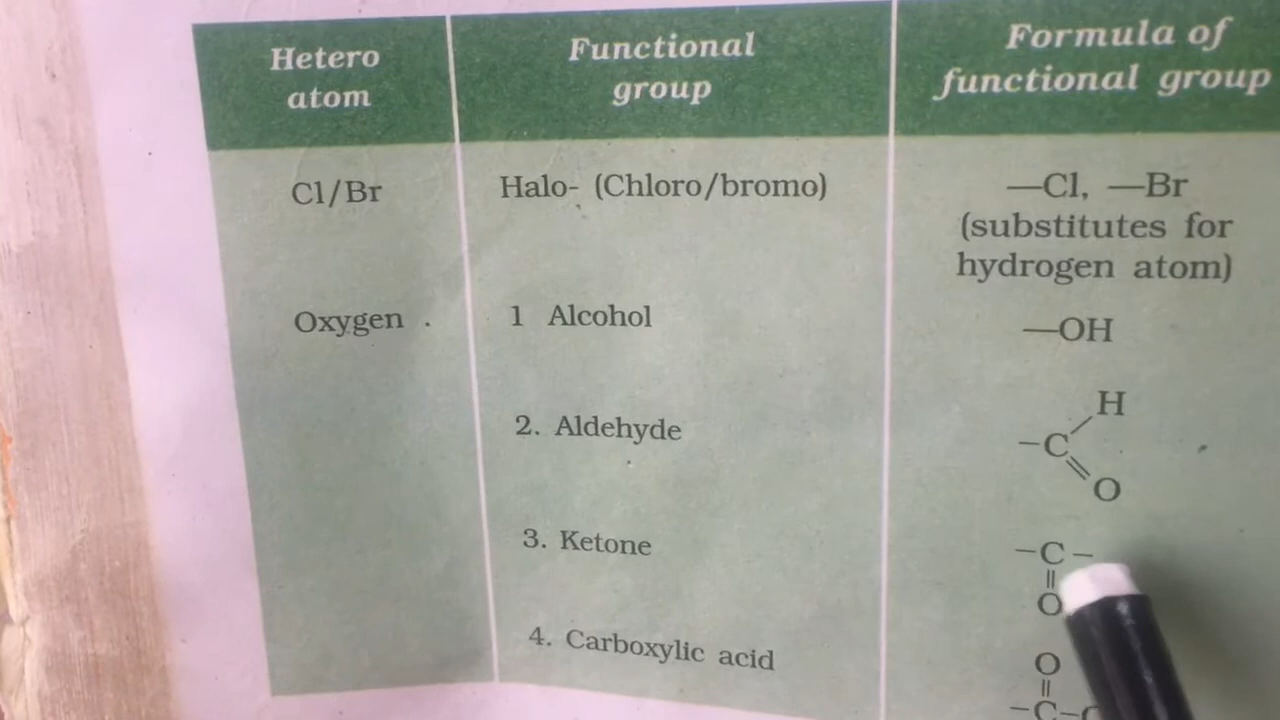 Hetero atom
Functional group
Formula of functional group
Cl/Br
Halo- (Chloro/bromo)
—Cl, —Br
(substitutes for
hydrogen atom)
Oxygen
1 Alcohol
—OH
2. Aldehyde
H
–C
O
3. Ketone
–C–
||
O
4. Carboxylic acid
O
||
–C–